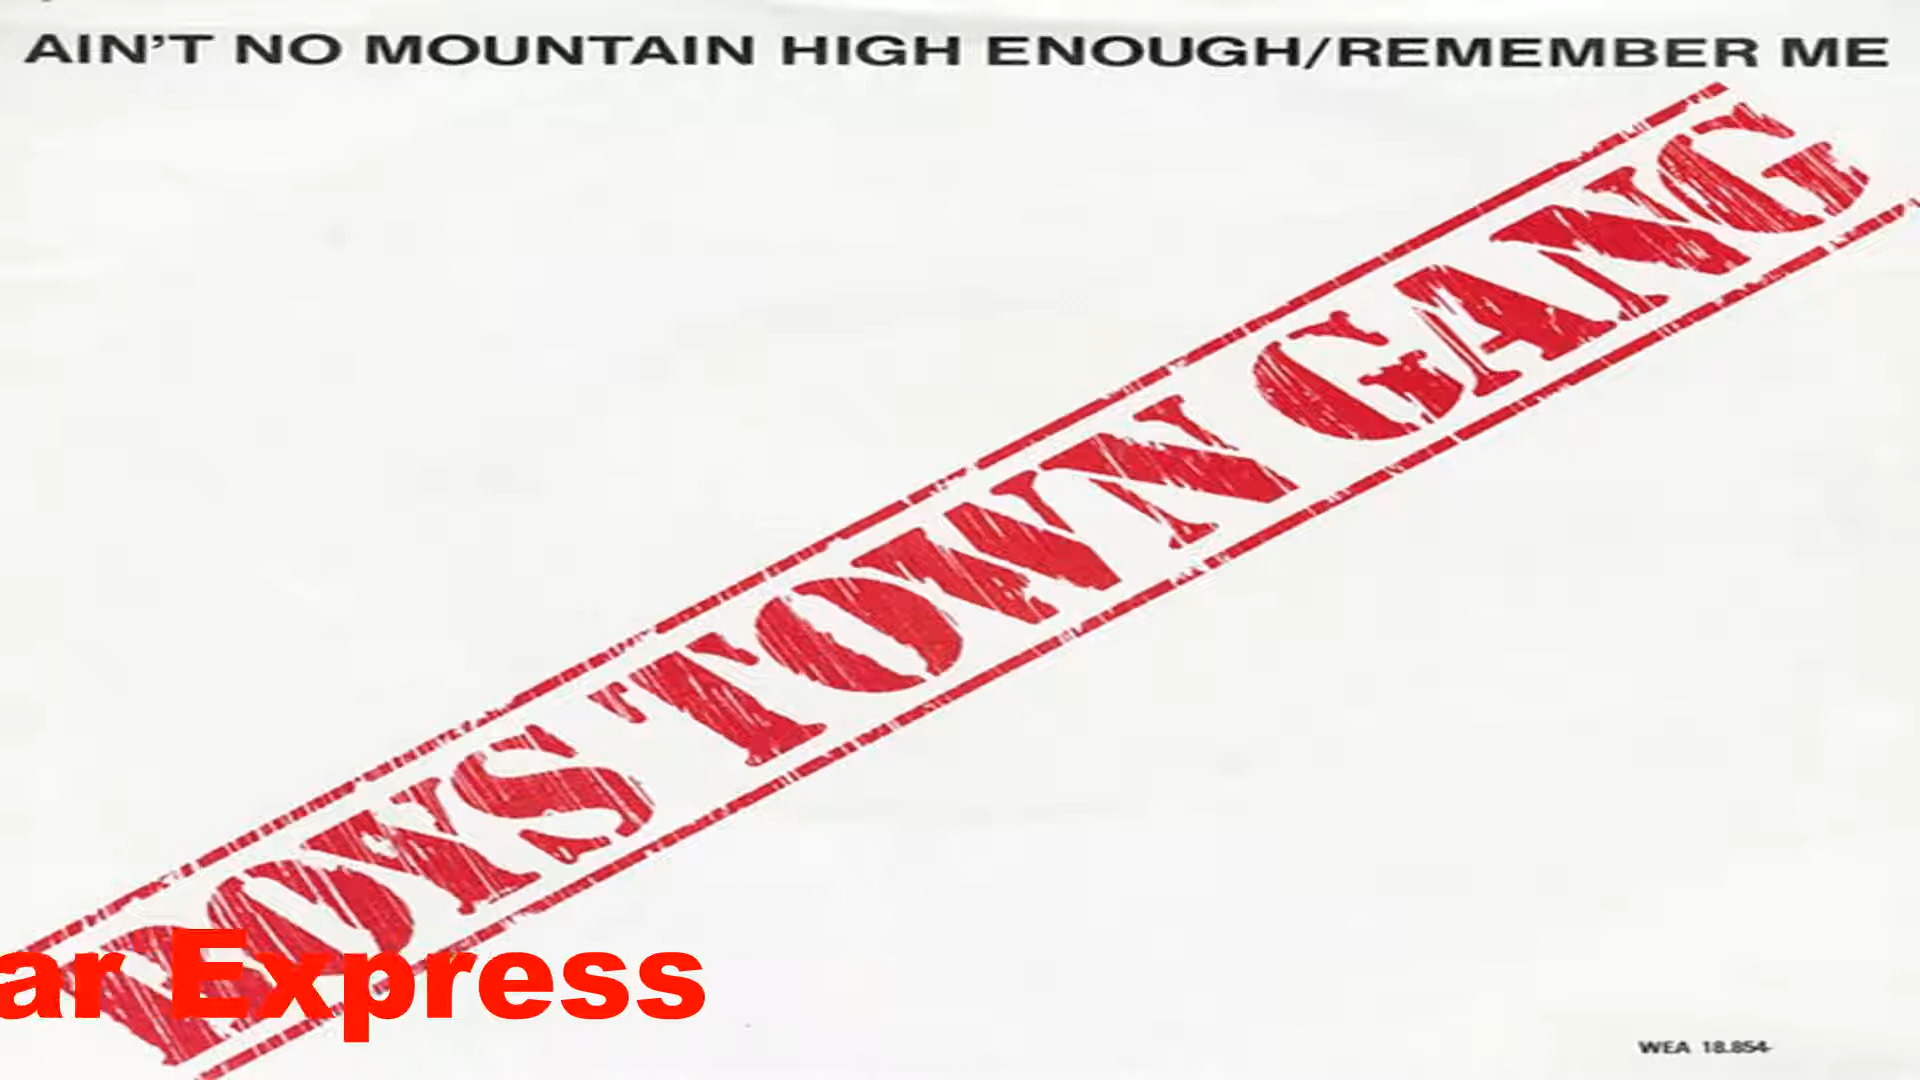 AIN'T NO MOUNTAIN HIGH ENOUGH/REMEMBER ME
BOYS TOWN GANG
ar Express
WEA 18.854